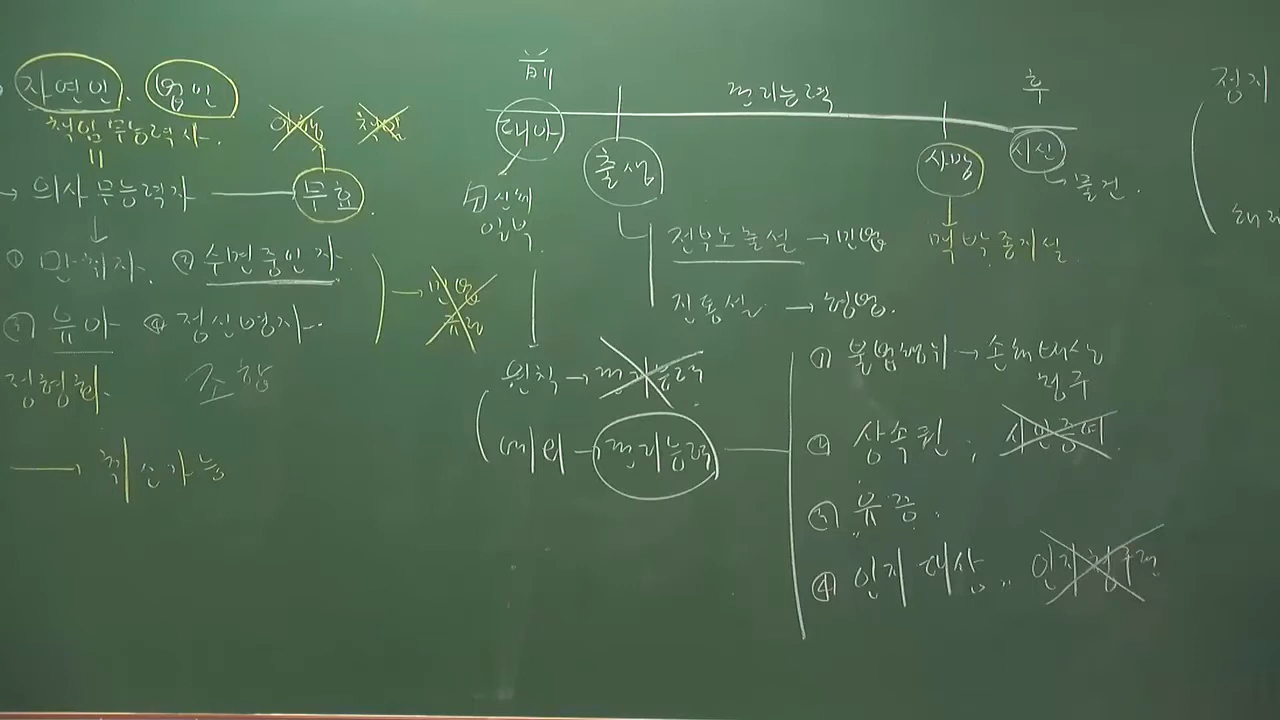 자연인. 법인
책임무능력자.
=
→ 의사무능력자 — 무효.
↓
① 만취자. ② 수면중인 자.
③ 유아 ④ 정신병자.
→ 민법
조합
→ 취소가능
전
권리능력
후
태아
출생
사망
시신
물건.
신체
일부.
전부노출설 → 민법
맥박종지설
진통설 → 형법.
원칙 → 권리능력
예외 → 권리능력
① 불법행위 → 손해배상
청구
② 상속권, 사인증여
③ 유증.
④ 인지 대상.. 인지청구권
정지
해제